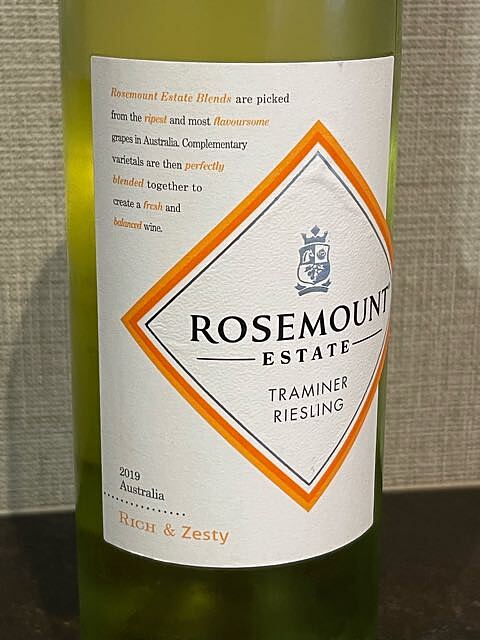 Rosemount Estate Blends are picked
from the ripest and most flavoursome
grapes in Australia. Complementary
varietals are then perfectly
blended together to
create a fresh and
balanced wine.
ROSEMOUNT
ESTATE
TRAMINER
RIESLING
2019
Australia
RICH & Zesty